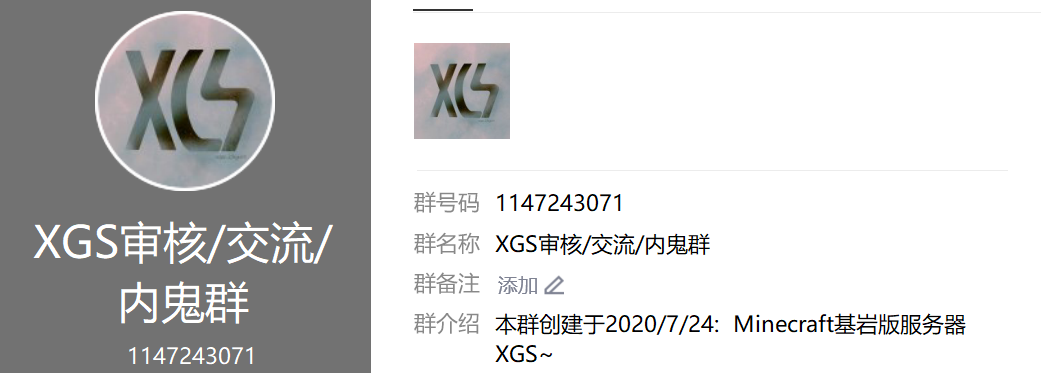 XGS
XGS审核/交流/
内鬼群
1147243071
XGS
群号码 1147243071
群名称 XGS审核/交流/内鬼群
群备注 添加
群介绍 本群创建于2020/7/24：Minecraft基岩版服务器
XGS~